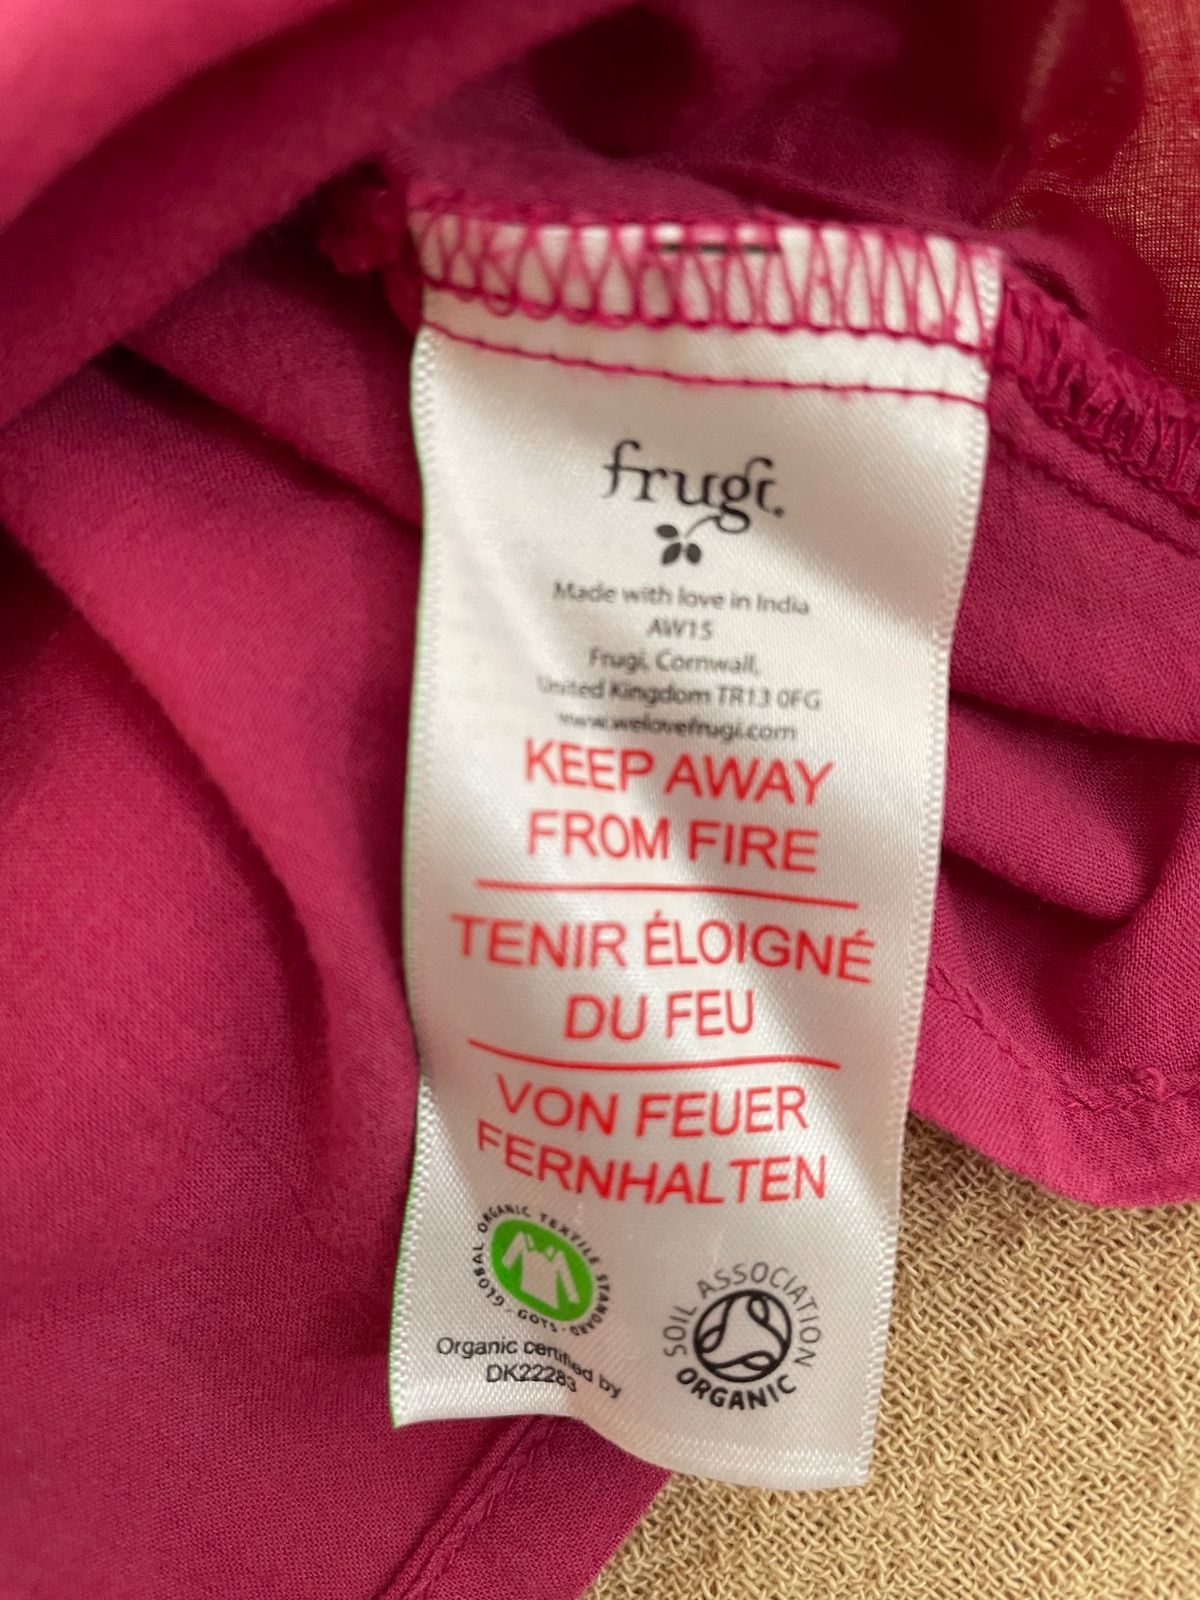 frugi
Made with love in India
AW15
Frugi, Cornwall,
United Kingdom TR13 0FG
www.welovefrugi.com
KEEP AWAY
FROM FIRE
TENIR ÉLOIGNÉ
DU FEU
VON FEUER
FERNHALTEN
GLOBAL ORGANIC TEXTILE STANDARD · GOTS ·
Organic certified by
DK22283
SOIL ASSOCIATION
ORGANIC